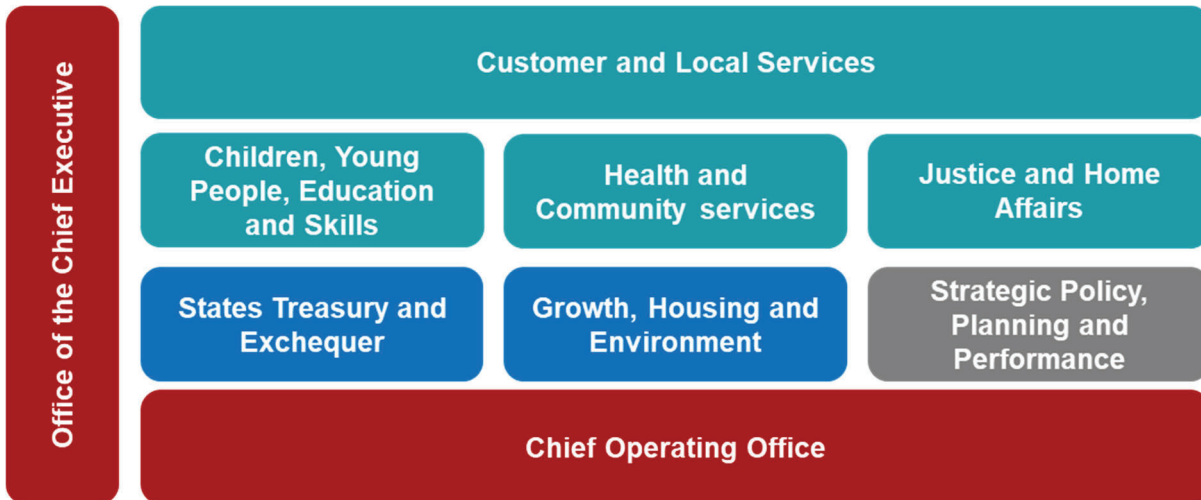 Office of the Chief Executive
Customer and Local Services
Children, Young
People, Education
and Skills
Health and
Community services
Justice and Home
Affairs
States Treasury and
Exchequer
Growth, Housing and
Environment
Strategic Policy,
Planning and
Performance
Chief Operating Office